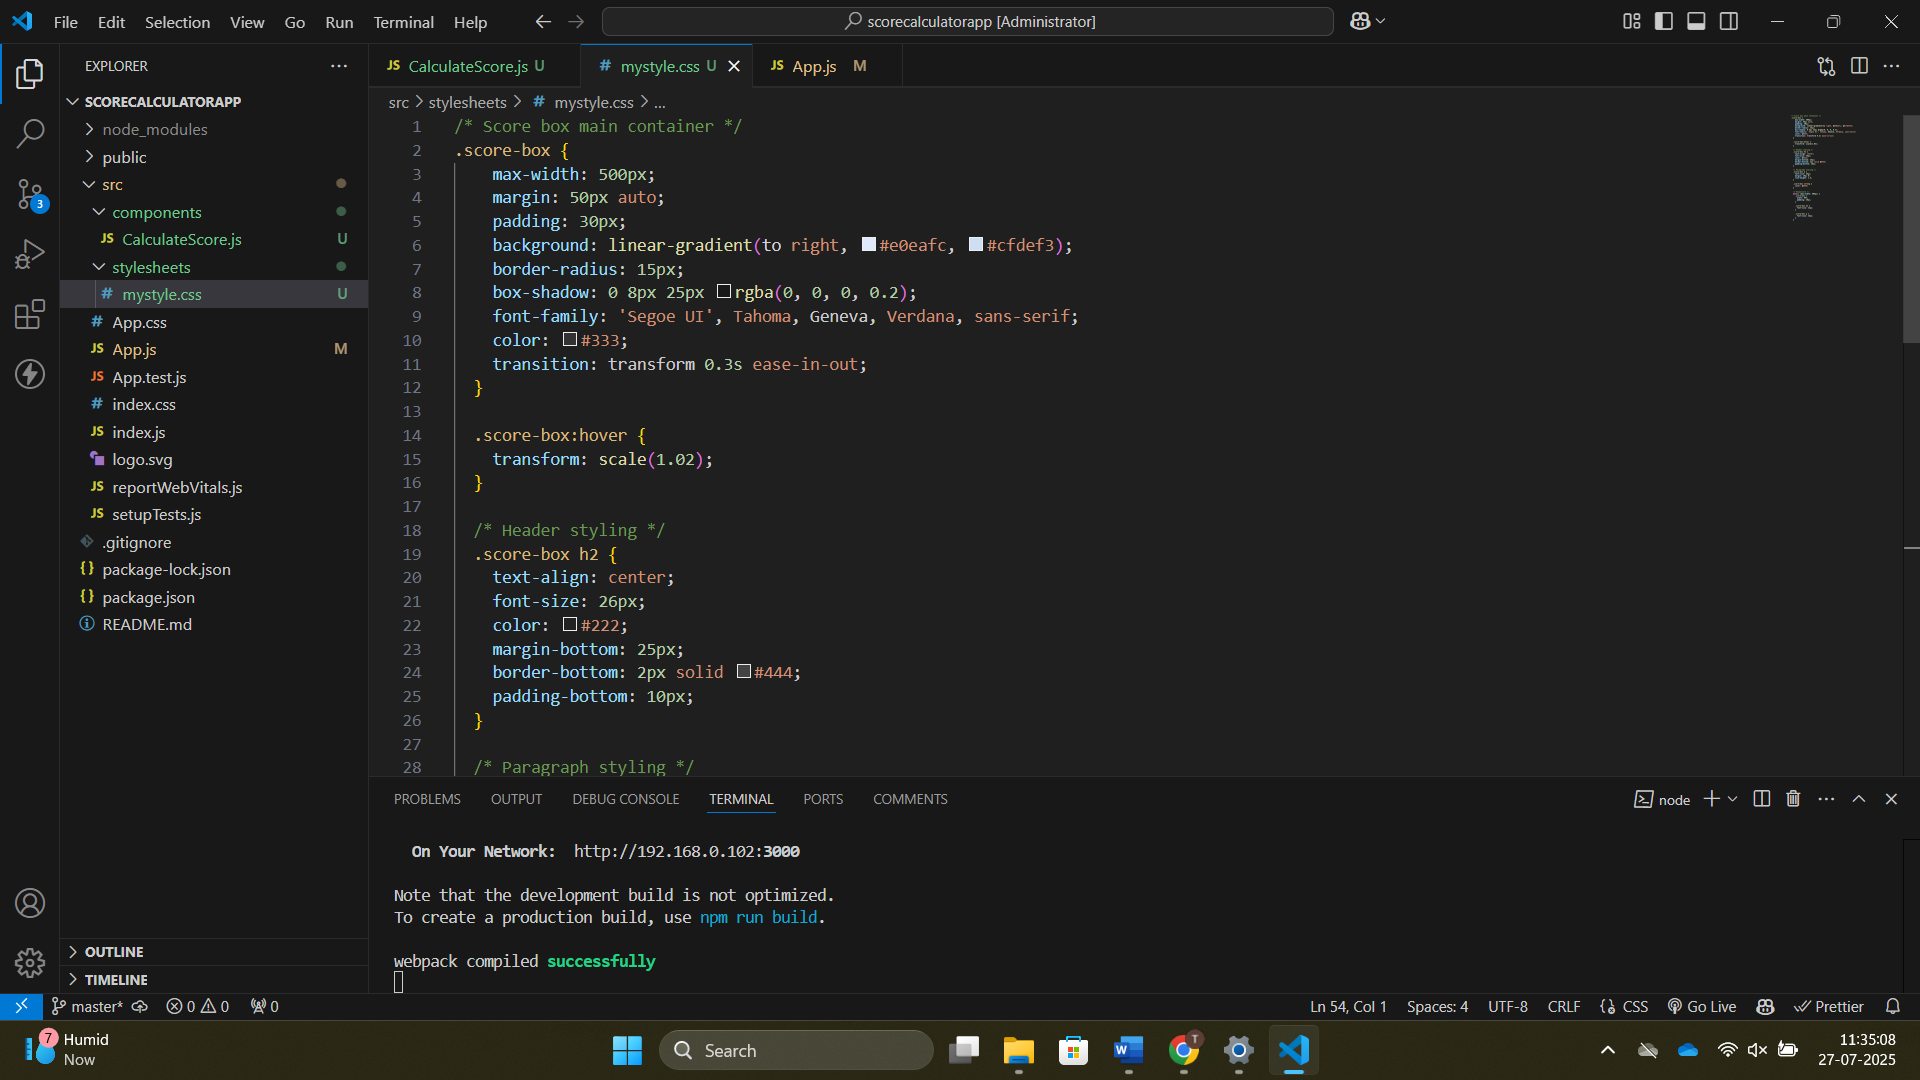 File Edit Selection View Go Run Terminal Help
scorecalculatorapp [Administrator]
EXPLORER
SCORECALCULATORAPP
node_modules
public
src
components
JS CalculateScore.js U
stylesheets
# mystyle.css U
# App.css
JS App.js M
JS App.test.js
# index.css
JS index.js
logo.svg
JS reportWebVitals.js
JS setupTests.js
.gitignore
{} package-lock.json
{} package.json
README.md
OUTLINE
TIMELINE
3
JS CalculateScore.js U # mystyle.css U JS App.js M
src > stylesheets > # mystyle.css > ...
1 /* Score box main container */
2 .score-box {
3 max-width: 500px;
4 margin: 50px auto;
5 padding: 30px;
6 background: linear-gradient(to right, #e0eafc, #cfdef3);
7 border-radius: 15px;
8 box-shadow: 0 8px 25px rgba(0, 0, 0, 0.2);
9 font-family: 'Segoe UI', Tahoma, Geneva, Verdana, sans-serif;
10 color: #333;
11 transition: transform 0.3s ease-in-out;
12 }
13
14 .score-box:hover {
15 transform: scale(1.02);
16 }
17
18 /* Header styling */
19 .score-box h2 {
20 text-align: center;
21 font-size: 26px;
22 color: #222;
23 margin-bottom: 25px;
24 border-bottom: 2px solid #444;
25 padding-bottom: 10px;
26 }
27
28 /* Paragraph styling */
PROBLEMS OUTPUT DEBUG CONSOLE TERMINAL PORTS COMMENTS
node
On Your Network: http://192.168.0.102:3000
Note that the development build is not optimized.
To create a production build, use npm run build.
webpack compiled successfully
master* 0 0 0
Ln 54, Col 1 Spaces: 4 UTF-8 CRLF {} CSS Go Live Prettier
7 Humid
Now
Search
W
T
11:35:08
27-07-2025